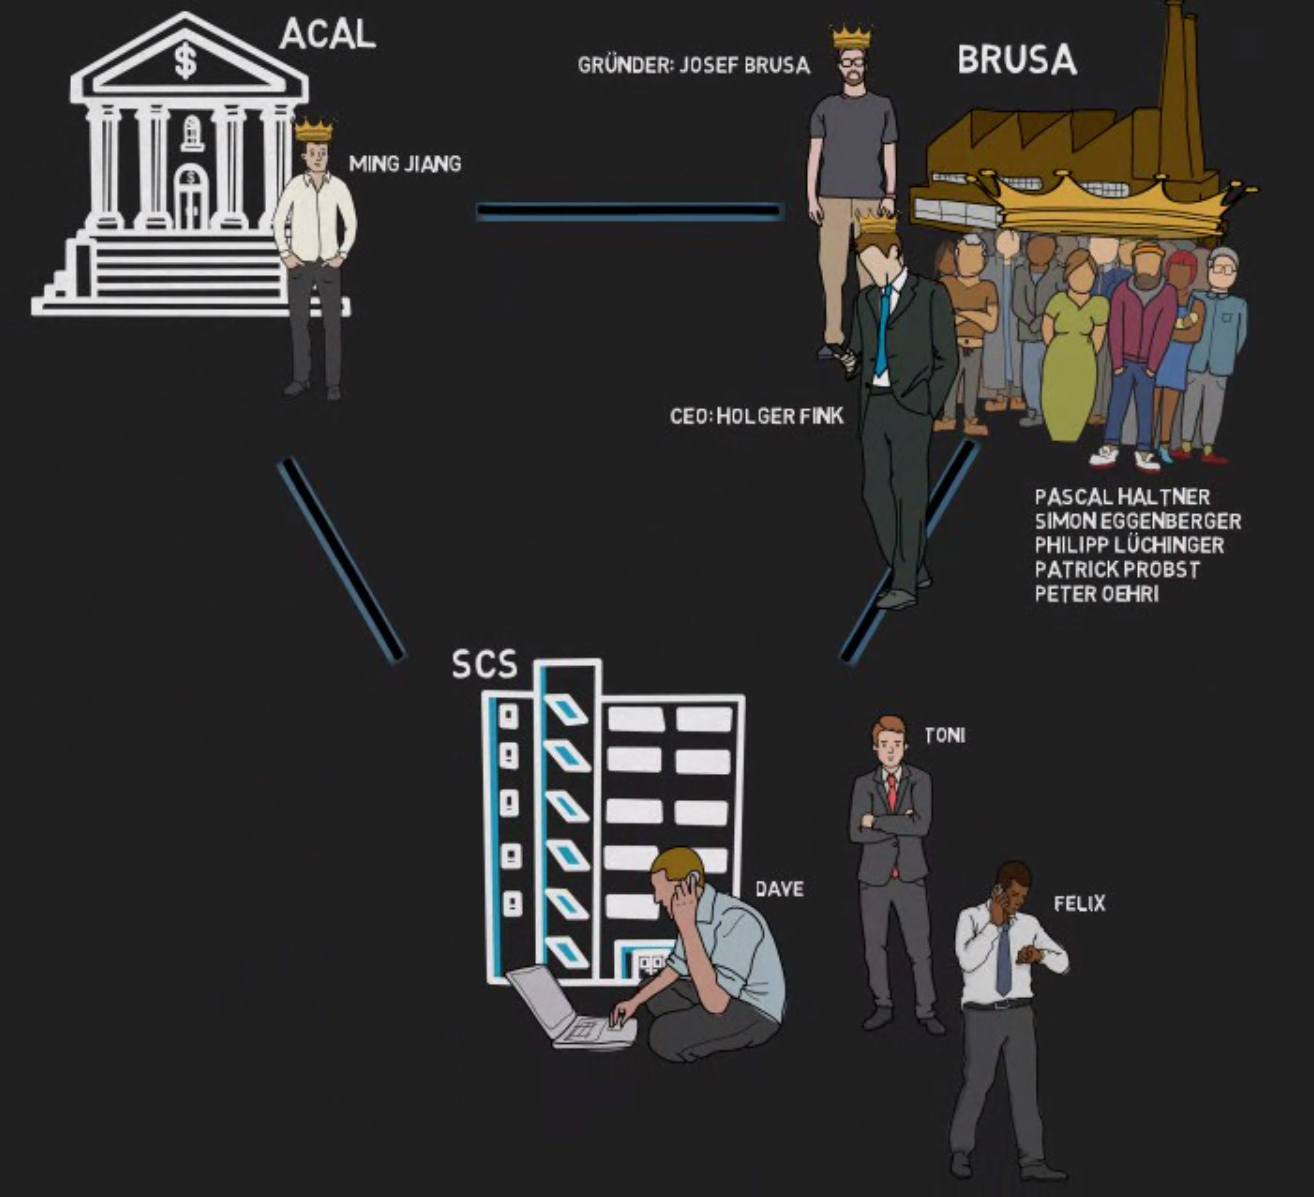 ACAL
$
$
MING JIANG
GRÜNDER: JOSEF BRUSA
BRUSA
CEO: HOLGER FINK
PASCAL HALTNER
SIMON EGGENBERGER
PHILIPP LÜCHINGER
PATRICK PROBST
PETER OEHRI
SCS
TONI
DAVE
FELIX